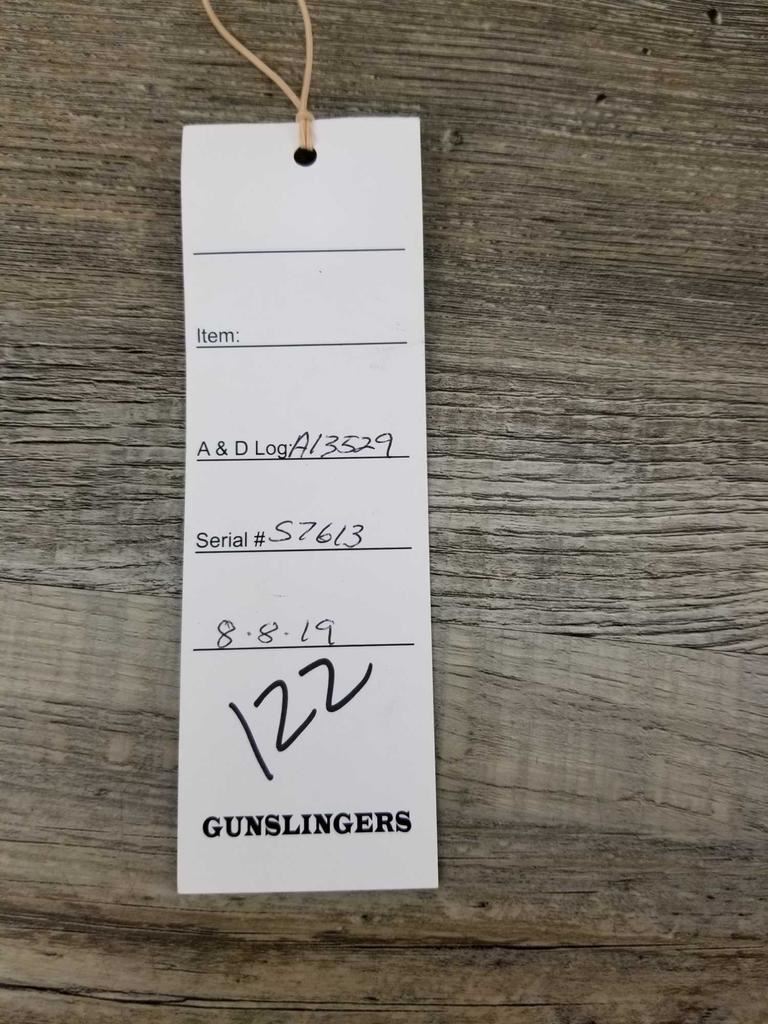 Item:
A & D Log: A13529
Serial # S7613
8.8.19
122
GUNSLINGERS